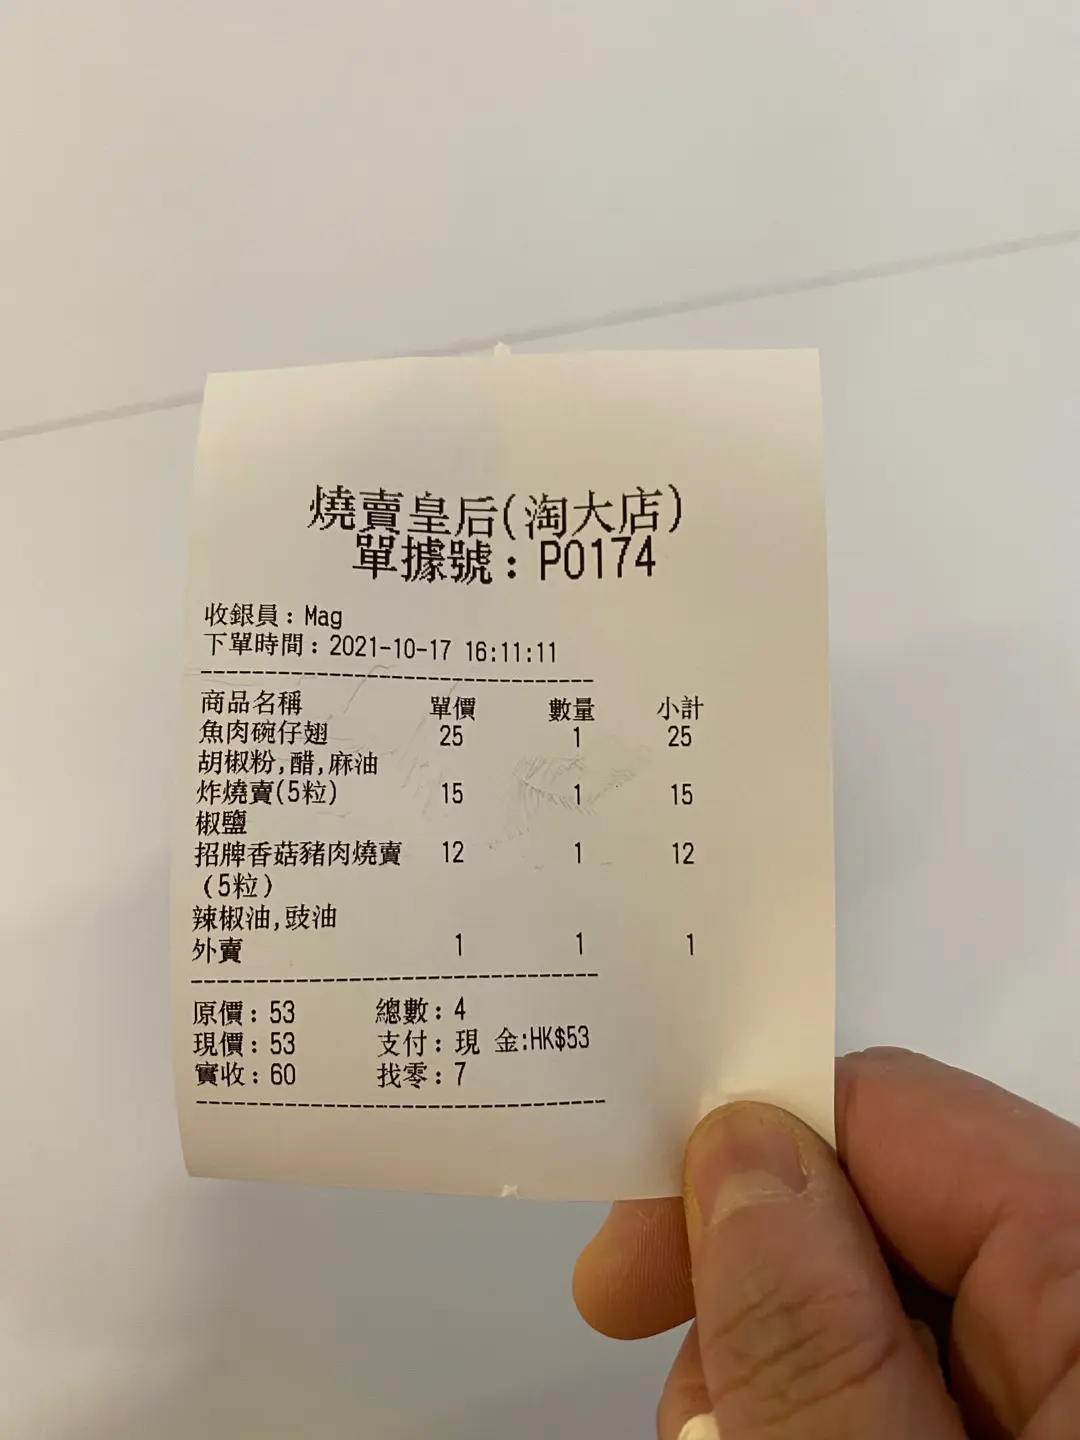 燒賣皇后(淘大店)
單據號：P0174
收銀員：Mag
下單時間：2021-10-17 16:11:11
商品名稱 單價 數量 小計
魚肉碗仔翅 25 1 25
胡椒粉,醋,麻油
炸燒賣(5粒) 15 1 15
椒鹽
招牌香菇豬肉燒賣 12 1 12
(5粒)
辣椒油,豉油
外賣 1 1 1
原價：53 總數：4
現價：53 支付：現 金:HK$53
實收：60 找零：7